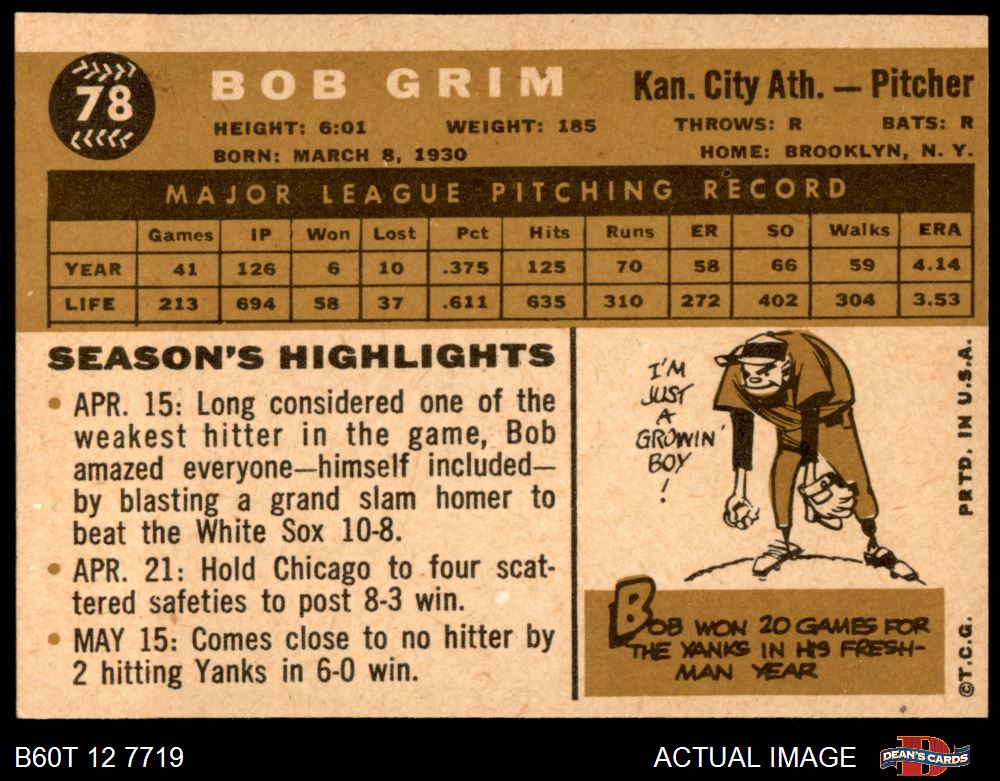 78
BOB GRIM
Kan. City Ath. — Pitcher
HEIGHT: 6:01 WEIGHT: 185 THROWS: R BATS: R
BORN: MARCH 8, 1930 HOME: BROOKLYN, N. Y.
MAJOR LEAGUE PITCHING RECORD
Games IP Won Lost Pct Hits Runs ER SO Walks ERA
YEAR 41 126 6 10 .375 125 70 58 66 59 4.14
LIFE 213 694 58 37 .611 635 310 272 402 304 3.53
SEASON'S HIGHLIGHTS
• APR. 15: Long considered one of the
weakest hitter in the game, Bob
amazed everyone—himself included—
by blasting a grand slam homer to
beat the White Sox 10-8.
• APR. 21: Hold Chicago to four scat-
tered safeties to post 8-3 win.
• MAY 15: Comes close to no hitter by
2 hitting Yanks in 6-0 win.
I'M
JUST
A
GROWIN'
BOY
!
BOB WON 20 GAMES FOR
THE YANKS IN HIS FRESH-
MAN YEAR
PRTD. IN U.S.A.
©T.C.G.
B60T 12 7719
ACTUAL IMAGE
D
DEAN'S CARDS